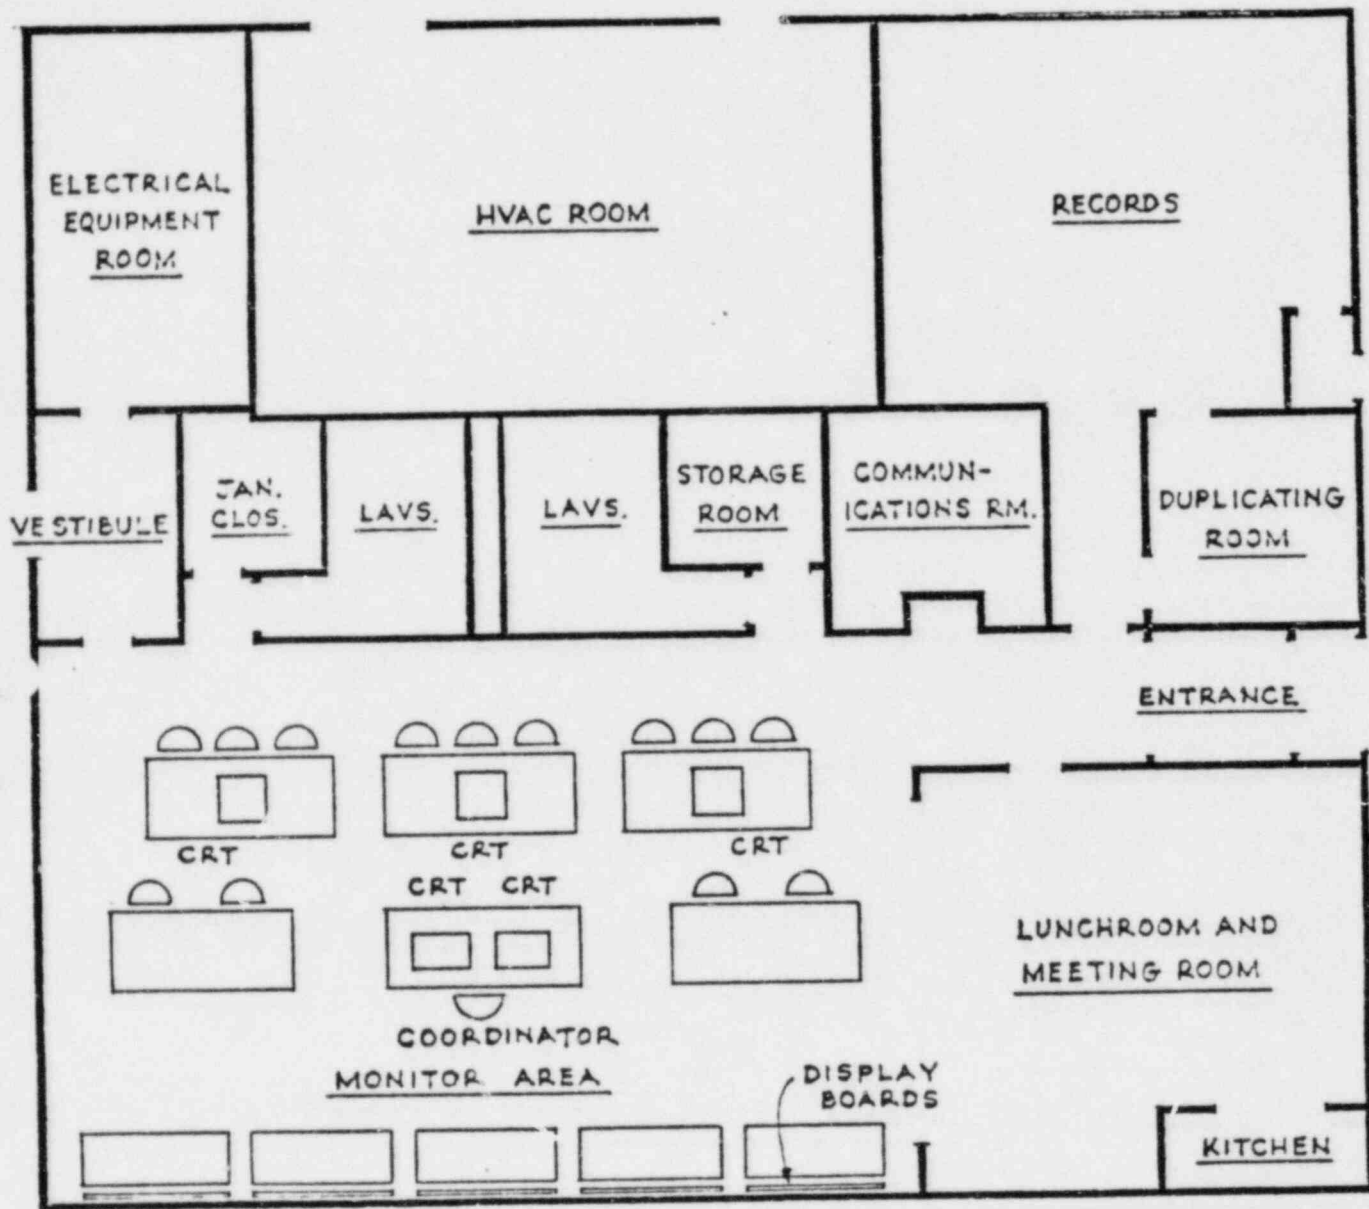 ELECTRICAL
EQUIPMENT
ROOM
HVAC ROOM
RECORDS
VESTIBULE
JAN.
CLOS.
LAVS.
LAVS.
STORAGE
ROOM
COMMUN-
ICATIONS RM.
DUPLICATING
ROOM
ENTRANCE
CRT
CRT
CRT
CRT CRT
COORDINATOR
MONITOR AREA
DISPLAY
BOARDS
LUNCHROOM AND
MEETING ROOM
KITCHEN